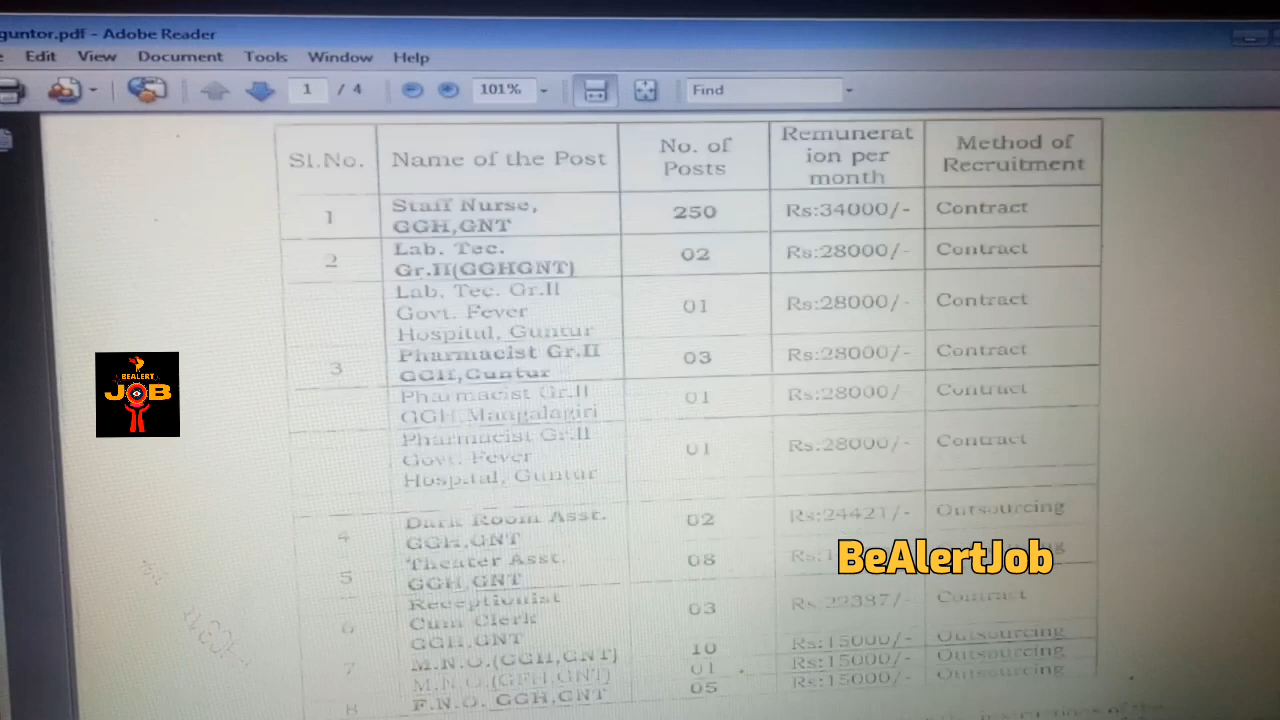 guntor.pdf - Adobe Reader
Edit View Document Tools Window Help
1 / 4 101% Find
Sl.No. Name of the Post No. of Posts Remuneration per month Method of Recruitment
1 Staff Nurse, GGH,GNT 250 Rs:34000/- Contract
2 Lab. Tec. Gr.II(GGHGNT) 02 Rs:28000/- Contract
Lab. Tec. Gr.II Govt. Fever Hospital, Guntur 01 Rs:28000/- Contract
3 Pharmacist Gr.II GGH,Guntur 03 Rs:28000/- Contract
Pharmacist Gr.II GGH,Mangalagiri 01 Rs:28000/- Contract
Pharmacist Gr.II Govt. Fever Hospital, Guntur 01 Rs:28000/- Contract
4 Dark Room Asst. GGH,GNT 02 Rs:24421/- Outsourcing
5 Theater Asst. GGH,GNT 08
6 Receptionist Cum Clerk GGH,GNT 03 Rs:22387/- Contract
7 M.N.O.(GGH,GNT) 10 Rs:15000/- Outsourcing
M.N.O.(GFH,GNT) 01 Rs:15000/- Outsourcing
8 F.N.O. GGH,GNT 05 Rs:15000/- Outsourcing
BEALERT
JOB
BeAlertJob